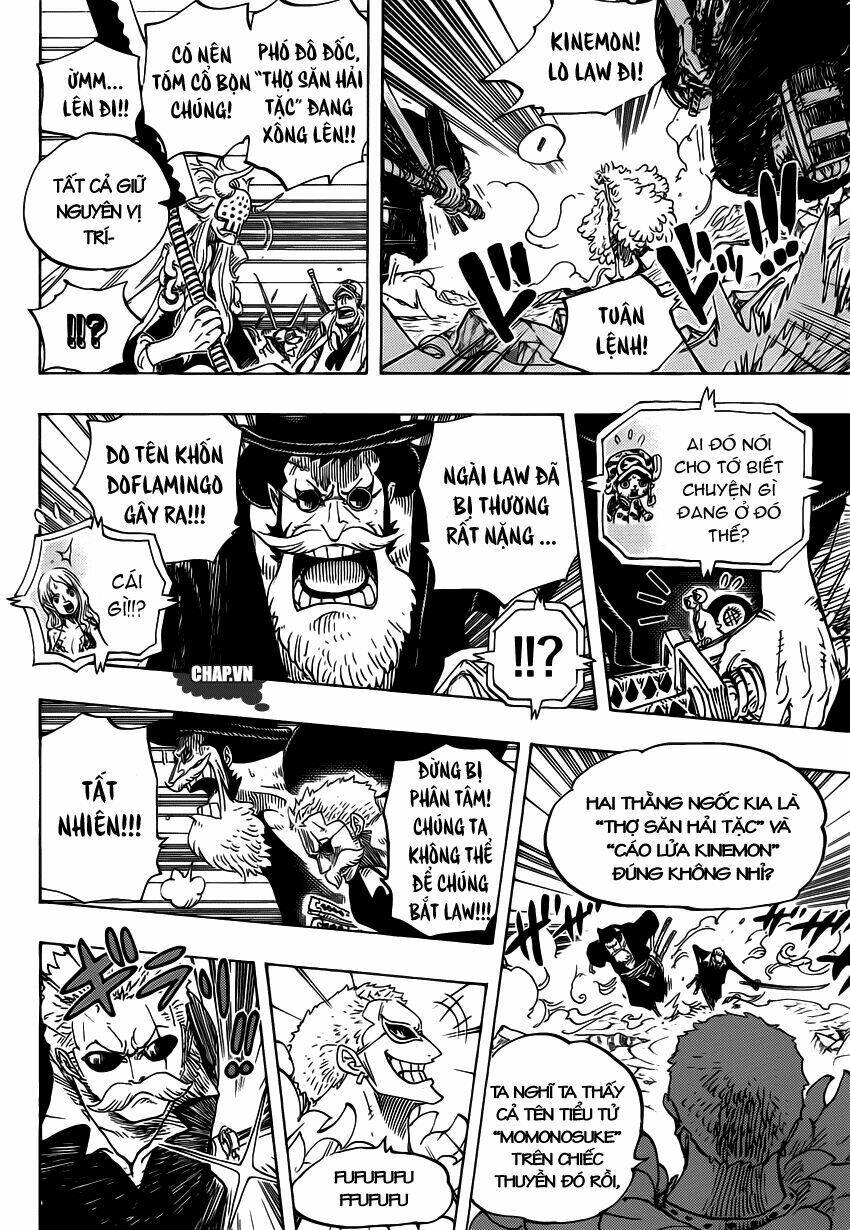 KINEMON!
LO LAW ĐI!
TUÂN
LỆNH!
ドドド...!!!
PHÓ ĐÔ ĐỐC,
"THỢ SĂN HẢI
TẶC" ĐANG
XÔNG LÊN!!
CÓ NÊN
TÓM CỔ BỌN
CHÚNG!
ỪMM...
LÊN ĐI!!
TẤT CẢ GIỮ
NGUYÊN VỊ
TRÍ-
!!?
AI ĐÓ NÓI
CHO TỚ BIẾT
CHUYỆN GÌ
ĐANG Ở ĐÓ
THẾ?
NGÀI LAW ĐÃ
BỊ THƯƠNG
RẤT NẶNG ...
!!?
DO TÊN KHỐN
DOFLAMINGO
GÂY RA!!!
CÁI
GÌ!!?
CHAP.VN
HAI THẰNG NGỐC KIA LÀ
"THỢ SĂN HẢI TẶC" VÀ
"CÁO LỬA KINEMON"
ĐÚNG KHÔNG NHỈ?
ĐỪNG BỊ
PHÂN TÂM!
CHÚNG TA
KHÔNG THỂ
ĐỂ CHÚNG
BẮT LAW!!!
TẤT
NHIÊN!!!
TA NGHĨ TA THẤY
CẢ TÊN TIỂU TỬ
"MOMONOSUKE"
TRÊN CHIẾC
THUYỀN ĐÓ RỒI,
FUFUFUFU
FFUFUFU
ギロ...!!